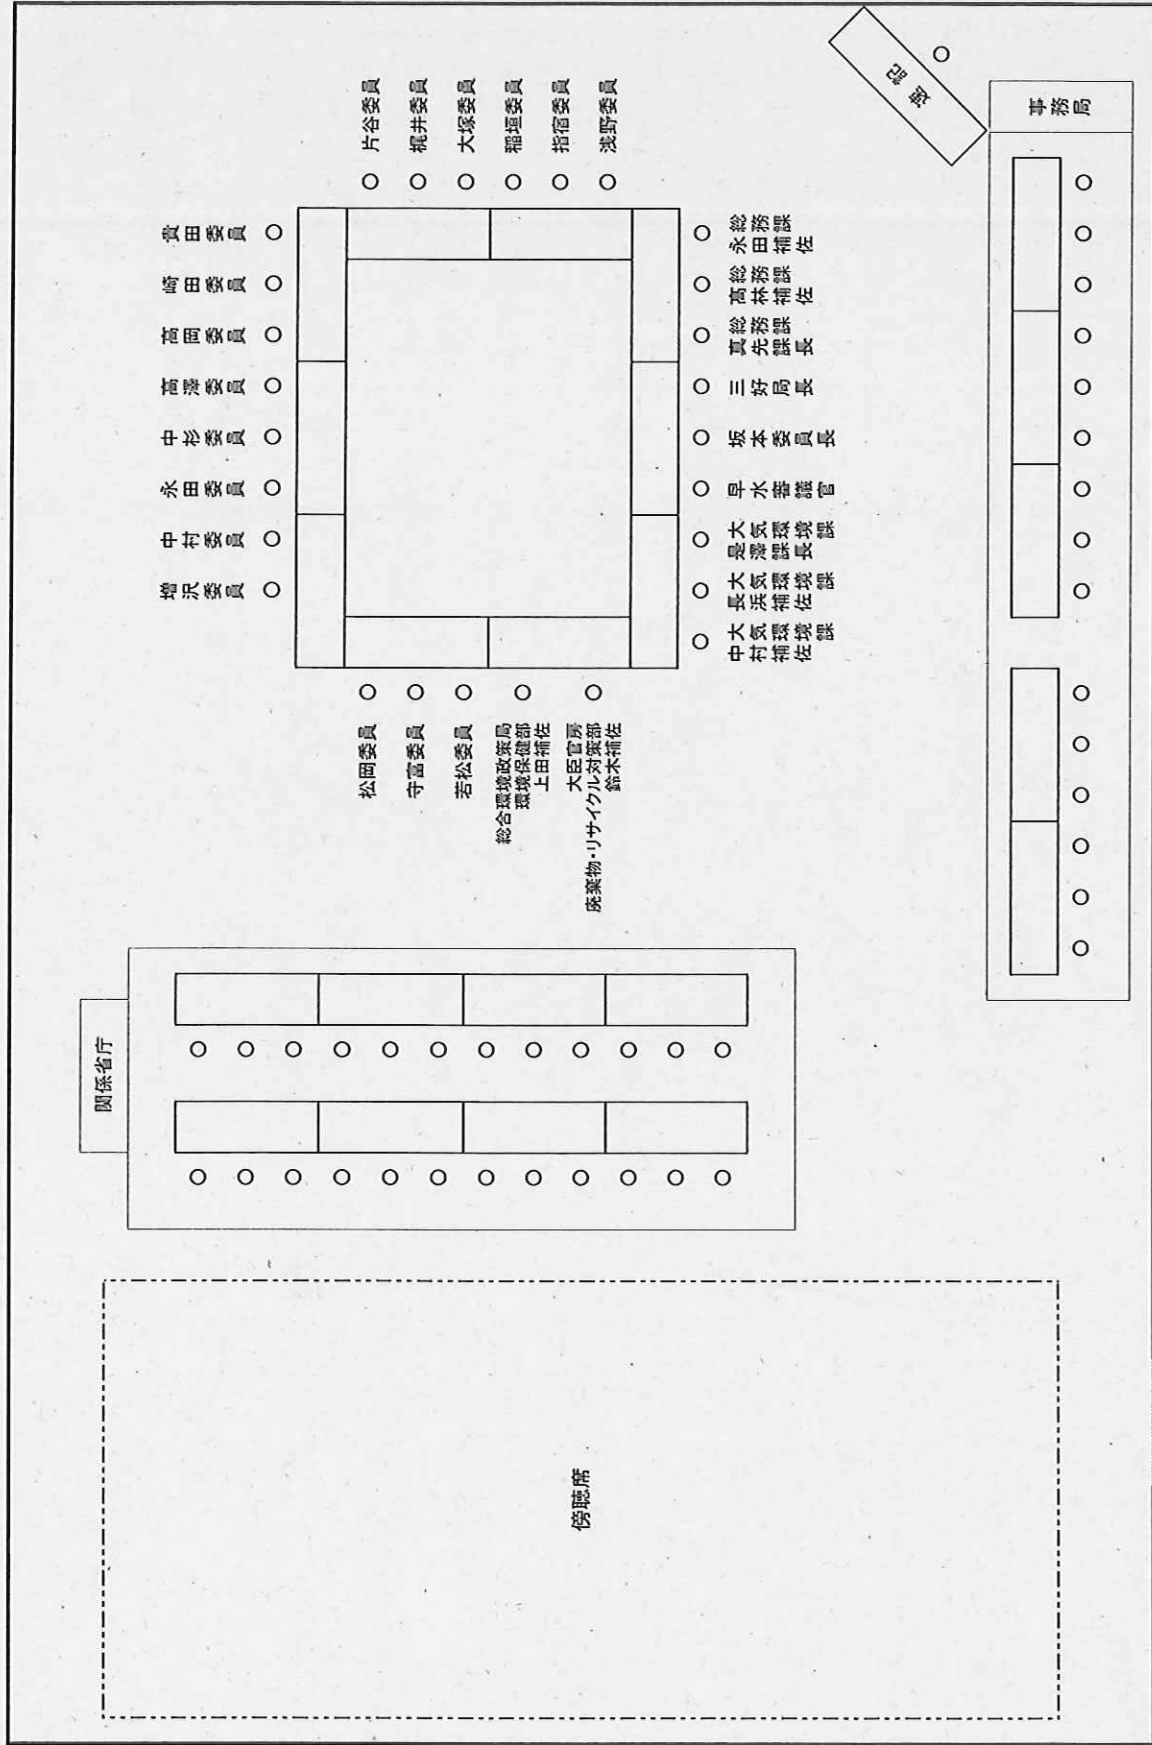 速記
事務局
片谷委員
梶井委員
大塚委員
稲垣委員
指宿委員
浅野委員
貴田委員
崎田委員
高岡委員
高澤委員
中杉委員
永田委員
中村委員
増沢委員
総務課
永田補佐
総務課
高林補佐
総務課
真先課長
三好局長
坂本委員長
早水審議官
大気環境課
是澤課長
大気環境課
長浜補佐
大気環境課
中村補佐
松岡委員
守富委員
若松委員
総合環境政策局
環境保健部
上田補佐
大臣官房
廃棄物・リサイクル対策部
鈴木補佐
関係省庁
傍聴席